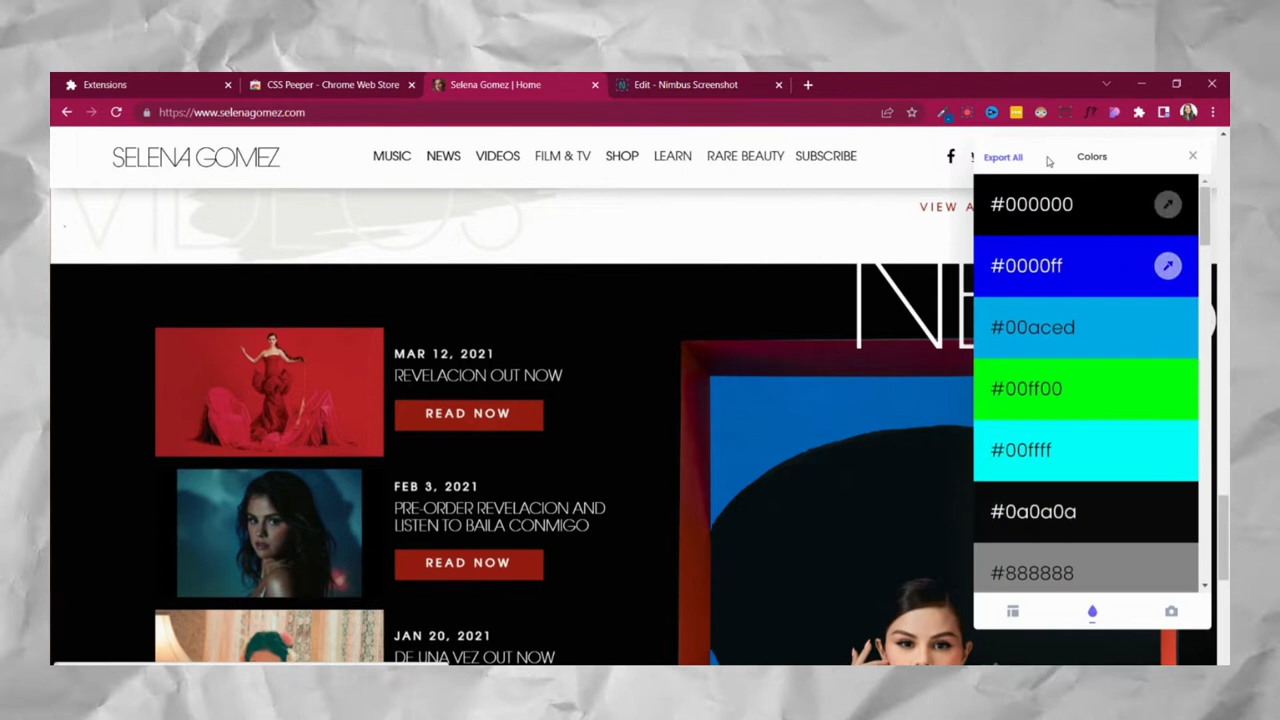 Extensions
CSS Peeper - Chrome Web Store
Selena Gomez | Home
Edit - Nimbus Screenshot
https://www.selenagomez.com
f?
SELENA GOMEZ
MUSIC NEWS VIDEOS FILM & TV SHOP LEARN RARE BEAUTY SUBSCRIBE
Export All
Colors
VIDEOS
VIEW A
#000000
#0000ff
#00aced
#00ff00
#00ffff
#0a0a0a
#888888
NE
MAR 12, 2021
REVELACION OUT NOW
READ NOW
FEB 3, 2021
PRE-ORDER REVELACION AND
LISTEN TO BAILA CONMIGO
READ NOW
JAN 20, 2021
DE UNA VEZ OUT NOW